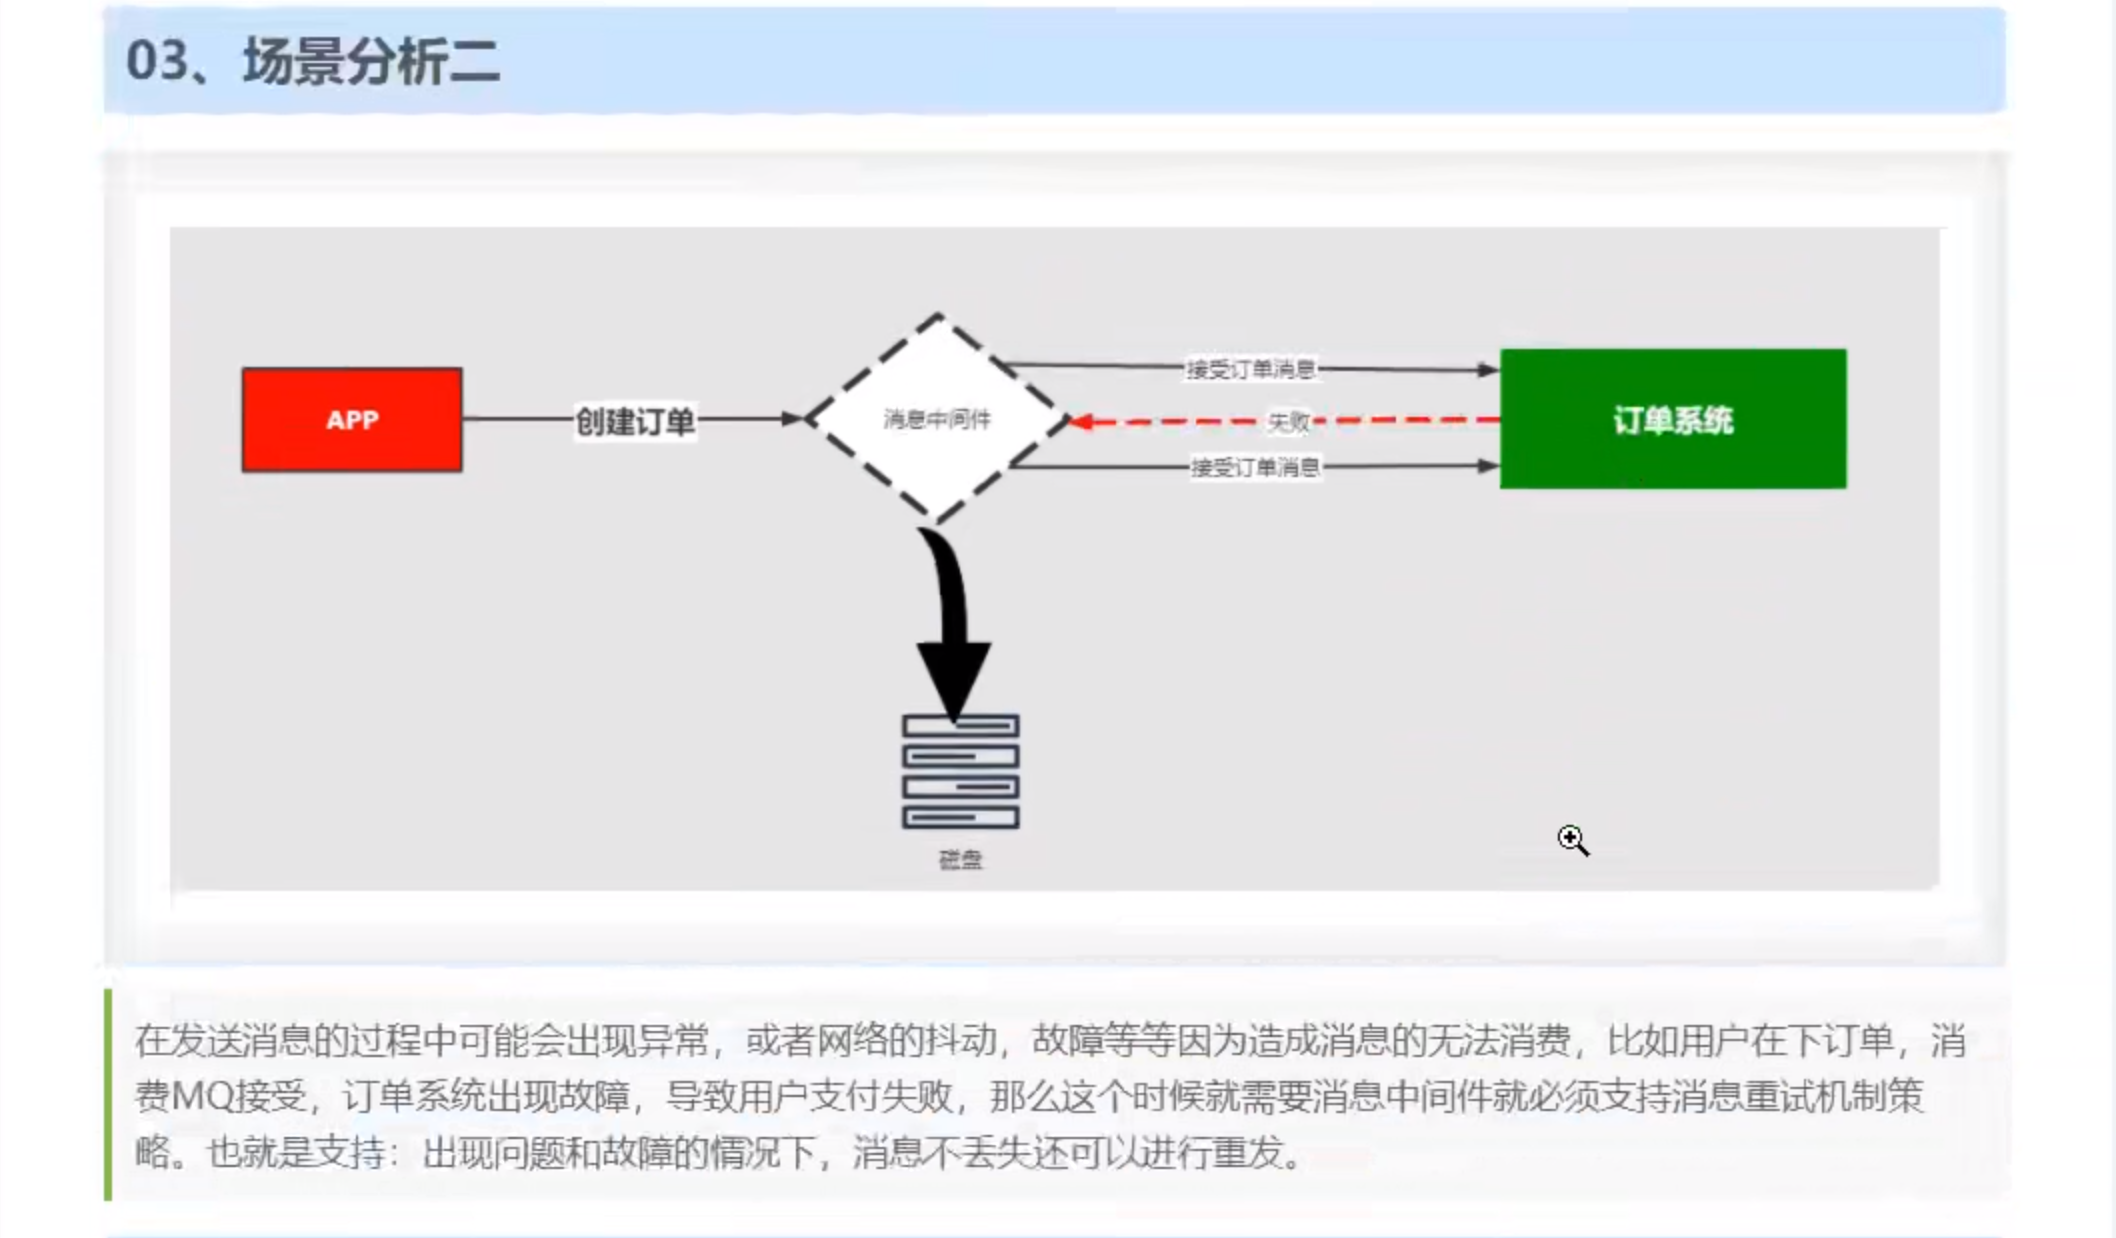 03、场景分析二
接受订单消息
APP
创建订单
消息中间件
失败
订单系统
接受订单消息
磁盘
在发送消息的过程中可能会出现异常，或者网络的抖动，故障等等因为造成消息的无法消费，比如用户在下订单，消
费MQ接受，订单系统出现故障，导致用户支付失败，那么这个时候就需要消息中间件就必须支持消息重试机制策
略。也就是支持：出现问题和故障的情况下，消息不丢失还可以进行重发。